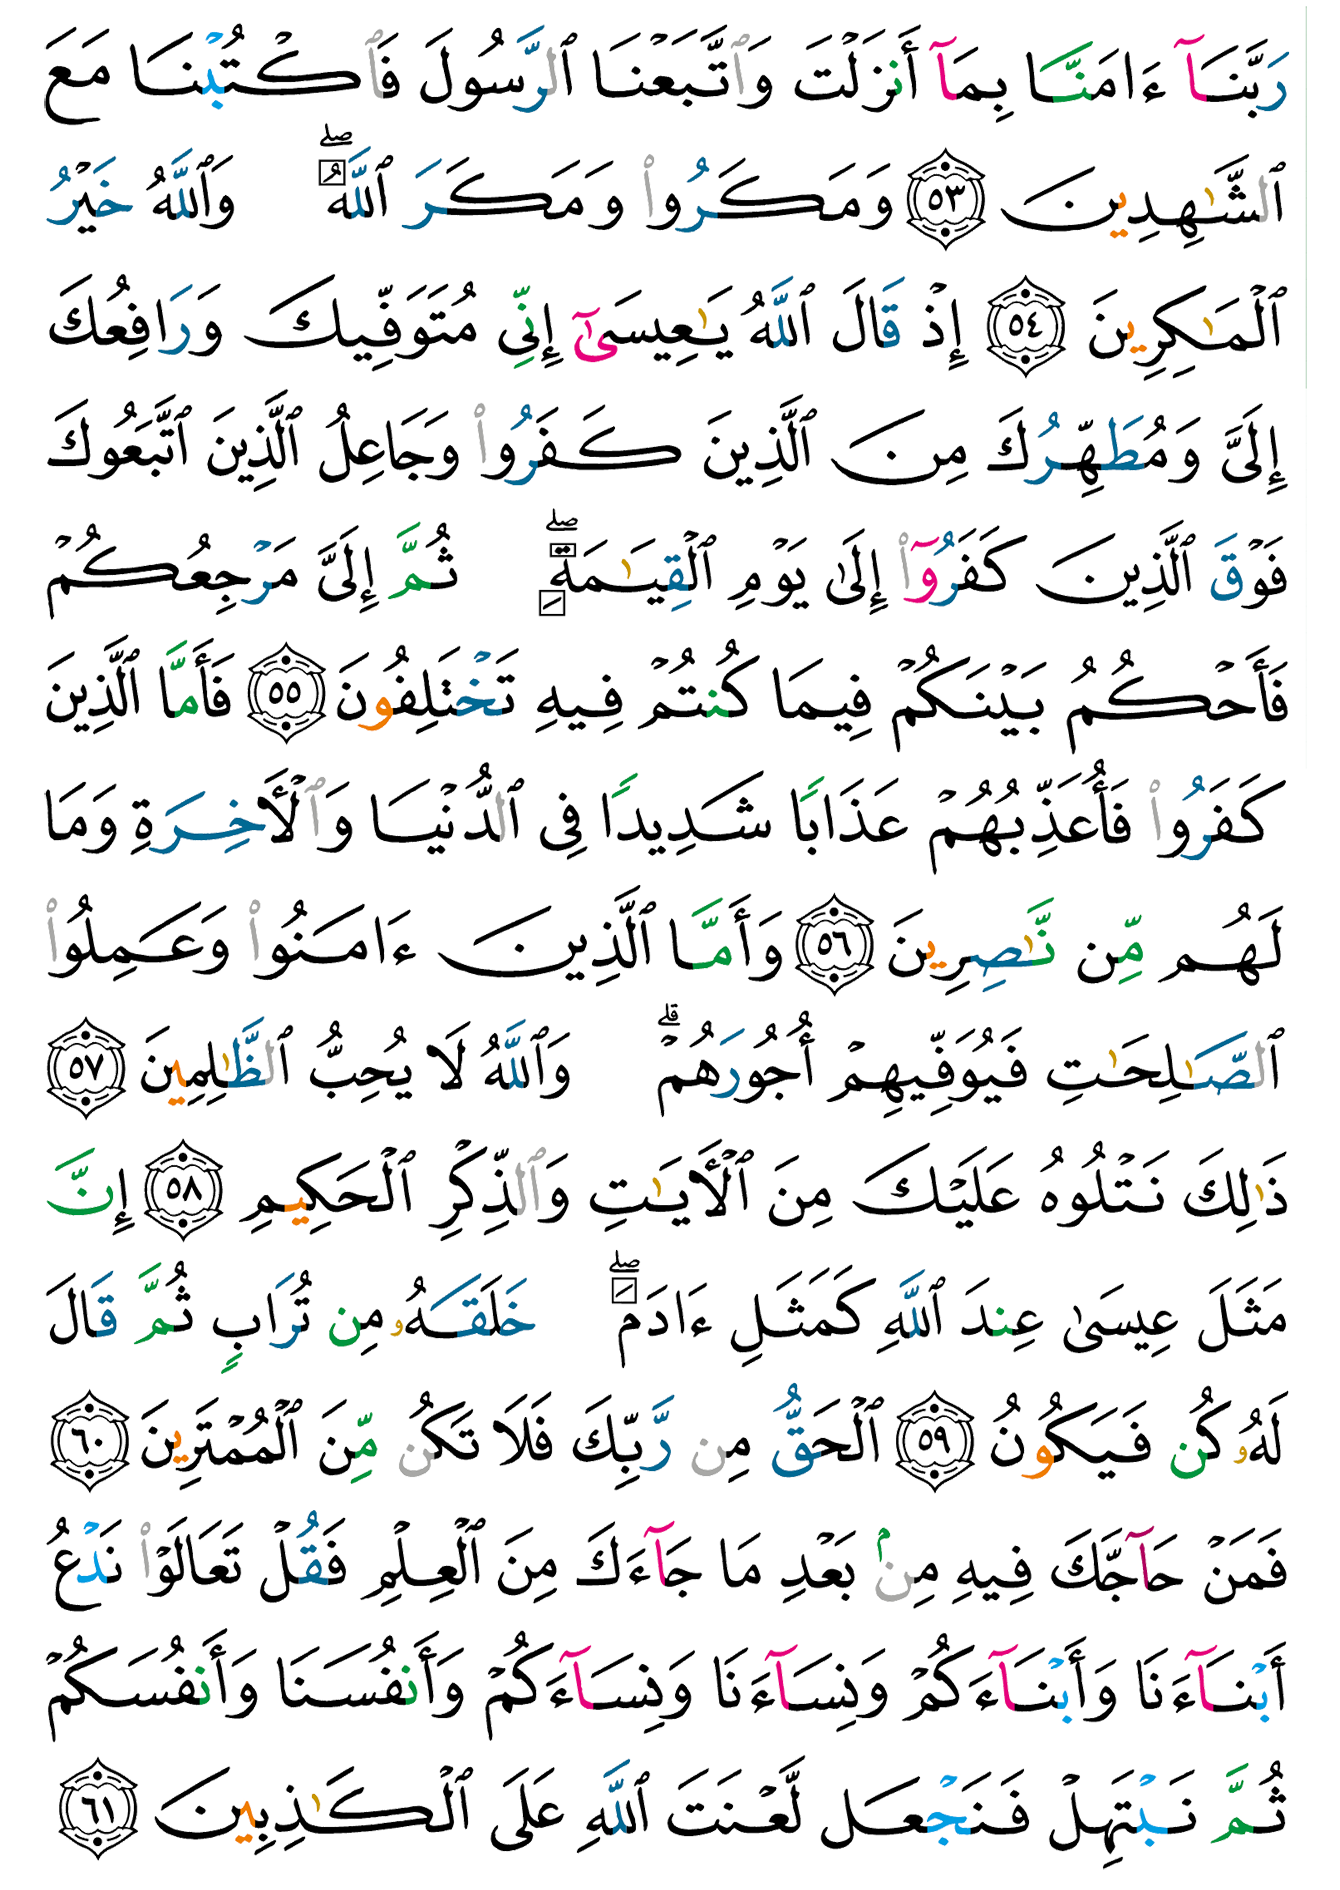 رَبَّنَآ ءَامَنَّا بِمَآ أَنزَلْتَ وَٱتَّبَعْنَا ٱلرَّسُولَ فَٱكْتُبْنَا مَعَ
ٱلشَّٰهِدِينَ ٥٣ وَمَكَرُوا۟ وَمَكَرَ ٱللَّهُ ۖ وَٱللَّهُ خَيْرُ
ٱلْمَٰكِرِينَ ٥٤ إِذْ قَالَ ٱللَّهُ يَٰعِيسَىٰٓ إِنِّى مُتَوَفِّيكَ وَرَافِعُكَ
إِلَىَّ وَمُطَهِّرُكَ مِنَ ٱلَّذِينَ كَفَرُوا۟ وَجَاعِلُ ٱلَّذِينَ ٱتَّبَعُوكَ
فَوْقَ ٱلَّذِينَ كَفَرُوٓا۟ إِلَىٰ يَوْمِ ٱلْقِيَٰمَةِ ۖ ثُمَّ إِلَىَّ مَرْجِعُكُمْ
فَأَحْكُمُ بَيْنَكُمْ فِيمَا كُنتُمْ فِيهِ تَخْتَلِفُونَ ٥٥ فَأَمَّا ٱلَّذِينَ
كَفَرُوا۟ فَأُعَذِّبُهُمْ عَذَابًا شَدِيدًا فِى ٱلدُّنْيَا وَٱلْأَخِرَةِ وَمَا
لَهُم مِّن نَّٰصِرِينَ ٥٦ وَأَمَّا ٱلَّذِينَ ءَامَنُوا۟ وَعَمِلُوا۟
ٱلصَّٰلِحَٰتِ فَيُوَفِّيهِمْ أُجُورَهُمْ ۗ وَٱللَّهُ لَا يُحِبُّ ٱلظَّٰلِمِينَ ٥٧
ذَٰلِكَ نَتْلُوهُ عَلَيْكَ مِنَ ٱلْأَيَٰتِ وَٱلذِّكْرِ ٱلْحَكِيمِ ٥٨ إِنَّ
مَثَلَ عِيسَىٰ عِندَ ٱللَّهِ كَمَثَلِ ءَادَمَ ۖ خَلَقَهُۥ مِن تُرَابٍ ثُمَّ قَالَ
لَهُۥ كُن فَيَكُونُ ٥٩ ٱلْحَقُّ مِن رَّبِّكَ فَلَا تَكُن مِّنَ ٱلْمُمْتَرِينَ ٦٠
فَمَنْ حَآجَّكَ فِيهِ مِنۢ بَعْدِ مَا جَآءَكَ مِنَ ٱلْعِلْمِ فَقُلْ تَعَالَوْا۟ نَدْعُ
أَبْنَآءَنَا وَأَبْنَآءَكُمْ وَنِسَآءَنَا وَنِسَآءَكُمْ وَأَنفُسَنَا وَأَنفُسَكُمْ
ثُمَّ نَبْتَهِلْ فَنَجْعَل لَّعْنَتَ ٱللَّهِ عَلَى ٱلْكَٰذِبِينَ ٦١